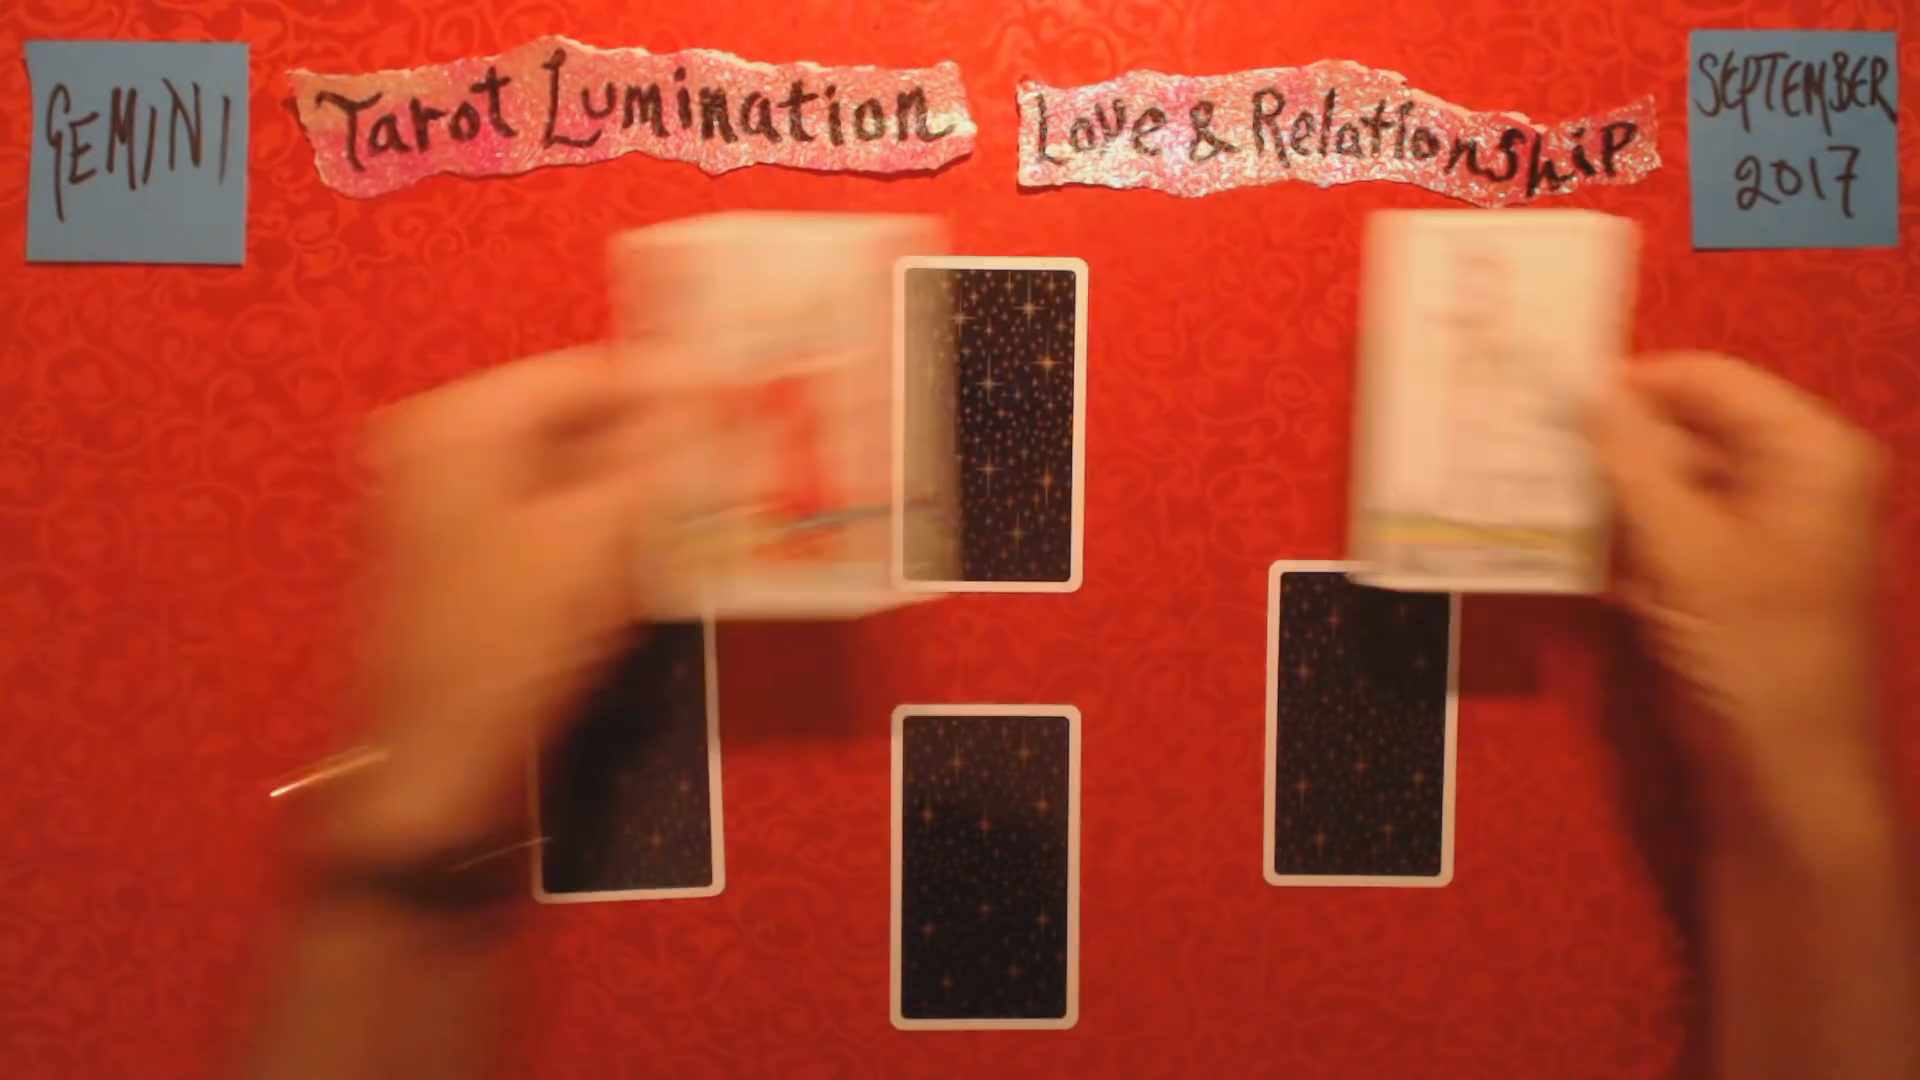 GEMINI
Tarot Lumination
Love & Relationship
SEPTEMBER
2017